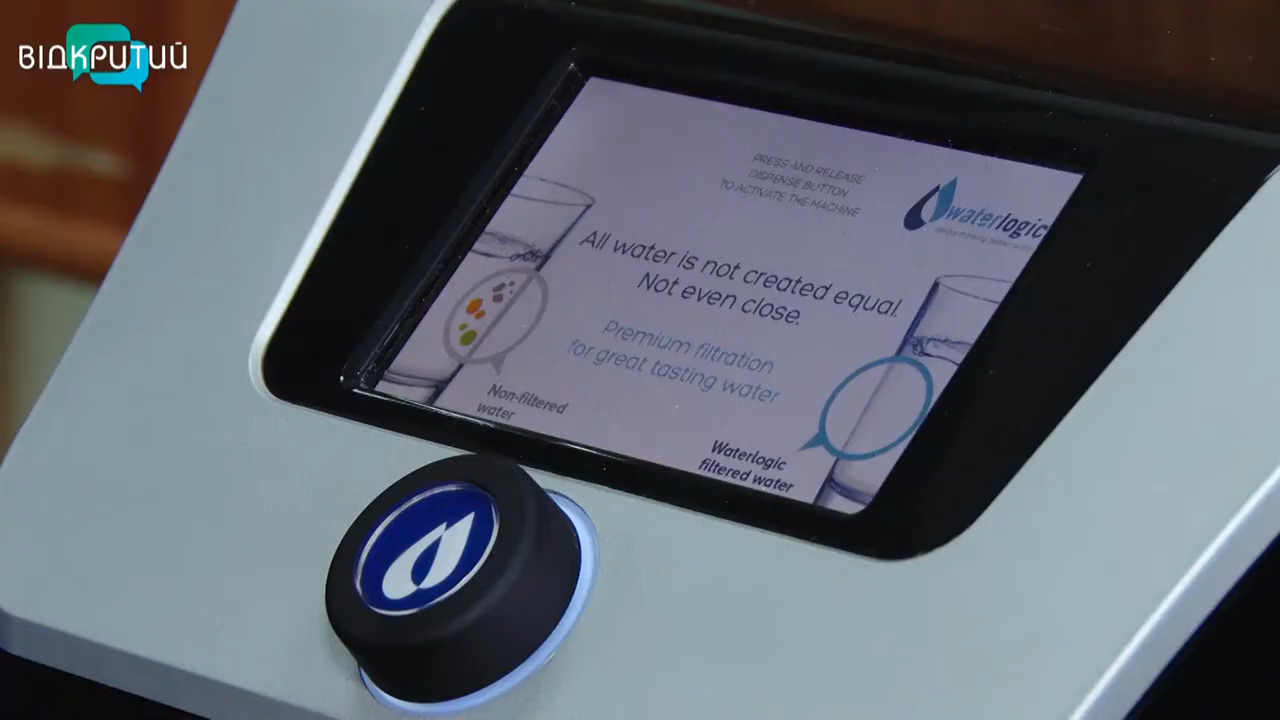 ВІДКРИТИЙ
PRESS AND RELEASE
DISPENSE BUTTON
TO ACTIVATE THE MACHINE
waterlogic
All water is not created equal.
Not even close.
Premium filtration
for great tasting water
Non-filtered
water
Waterlogic
filtered water